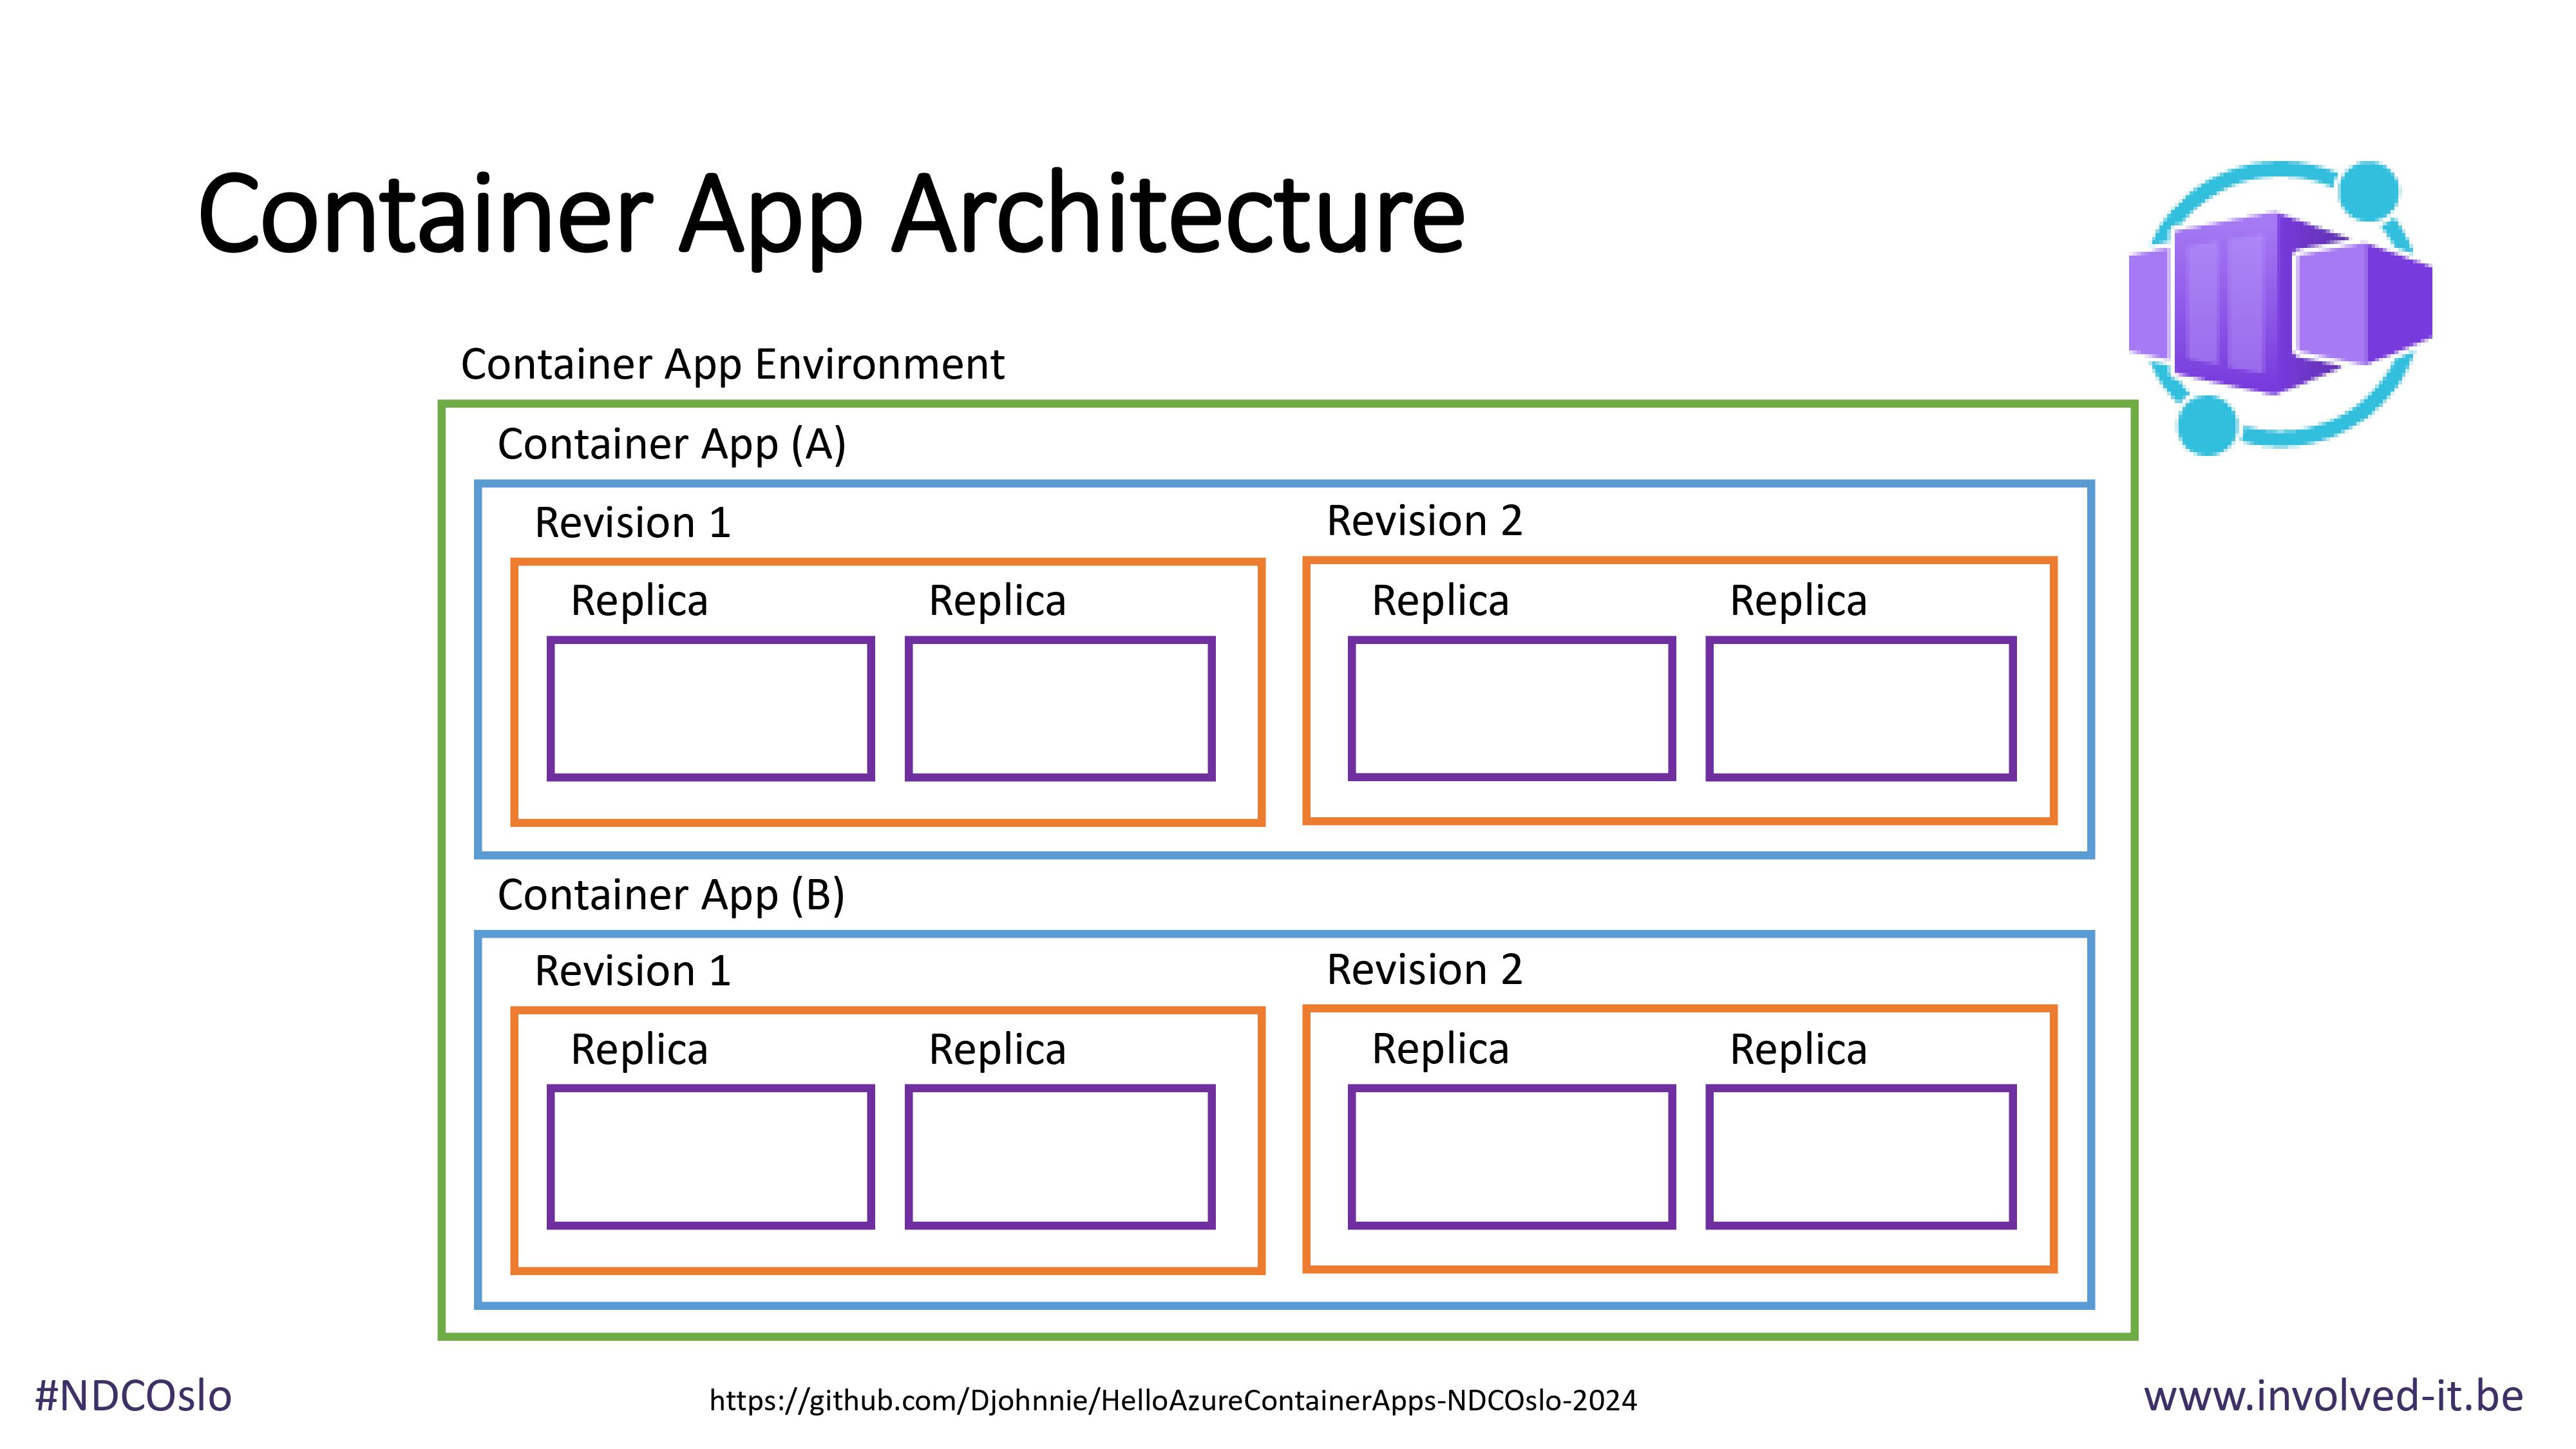 Container App Architecture
Container App Environment
Container App (A)
Revision 1
Revision 2
Replica
Replica
Replica
Replica
Container App (B)
Revision 1
Revision 2
Replica
Replica
Replica
Replica
#NDCOslo
https://github.com/Djohnnie/HelloAzureContainerApps-NDCOslo-2024
www.involved-it.be